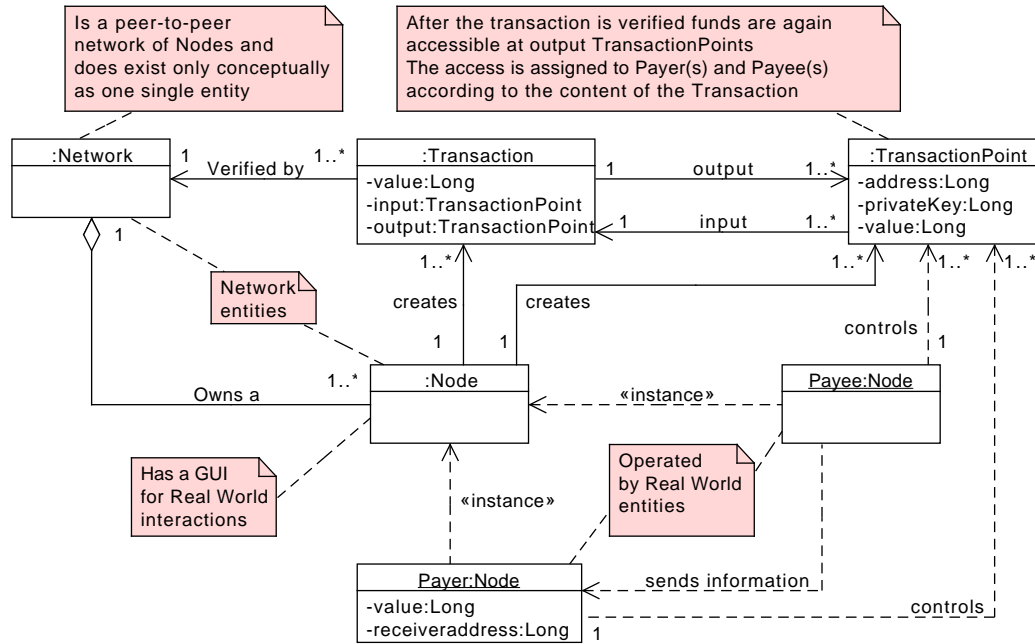 Is a peer-to-peer
network of Nodes and
does exist only conceptually
as one single entity
After the transaction is verified funds are again
accessible at output TransactionPoints
The access is assigned to Payer(s) and Payee(s)
according to the content of the Transaction
:Network
1
Verified by
1..*
:Transaction
-value:Long
-input:TransactionPoint
-output:TransactionPoint
1
output
1..*
1
input
1..*
:TransactionPoint
-address:Long
-privateKey:Long
-value:Long
1
Network
entities
1..*
creates
1
1..*
creates
1
1..*
controls
1
1..*
Owns a
1..*
:Node
«instance»
Payee:Node
Has a GUI
for Real World
interactions
«instance»
Operated
by Real World
entities
Payer:Node
-value:Long
-receiveraddress:Long
sends information
1
controls